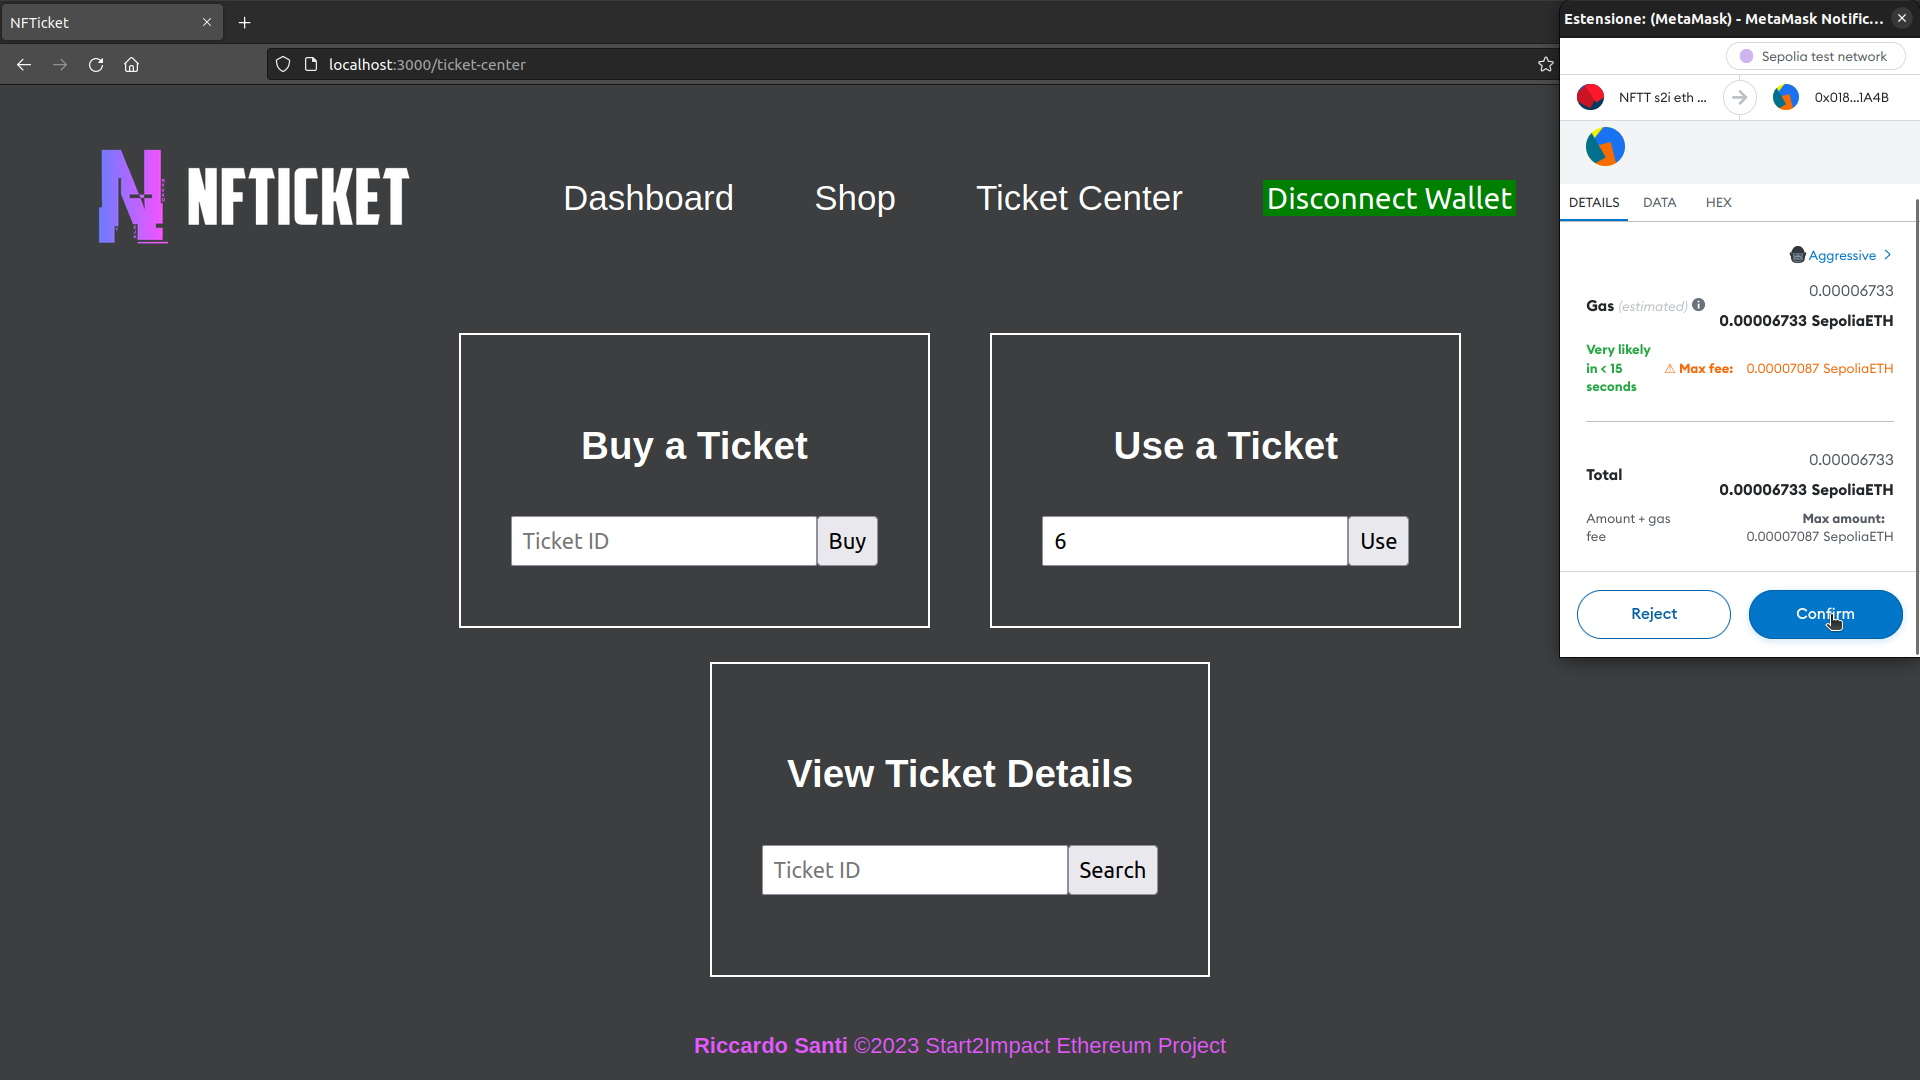 NFTicket
localhost:3000/ticket-center
Estensione: (MetaMask) - MetaMask Notific...
Sepolia test network
NFTT s2i eth ...
0x018...1A4B
DETAILS DATA HEX
Aggressive
0.00006733
Gas (estimated)
0.00006733 SepoliaETH
Very likely
in < 15
seconds
Max fee: 0.00007087 SepoliaETH
0.00006733
Total
0.00006733 SepoliaETH
Amount + gas
fee
Max amount:
0.00007087 SepoliaETH
Reject Confirm
NFTICKET
Dashboard Shop Ticket Center Disconnect Wallet
Buy a Ticket
Ticket ID Buy
Use a Ticket
6 Use
View Ticket Details
Ticket ID Search
Riccardo Santi ©2023 Start2Impact Ethereum Project